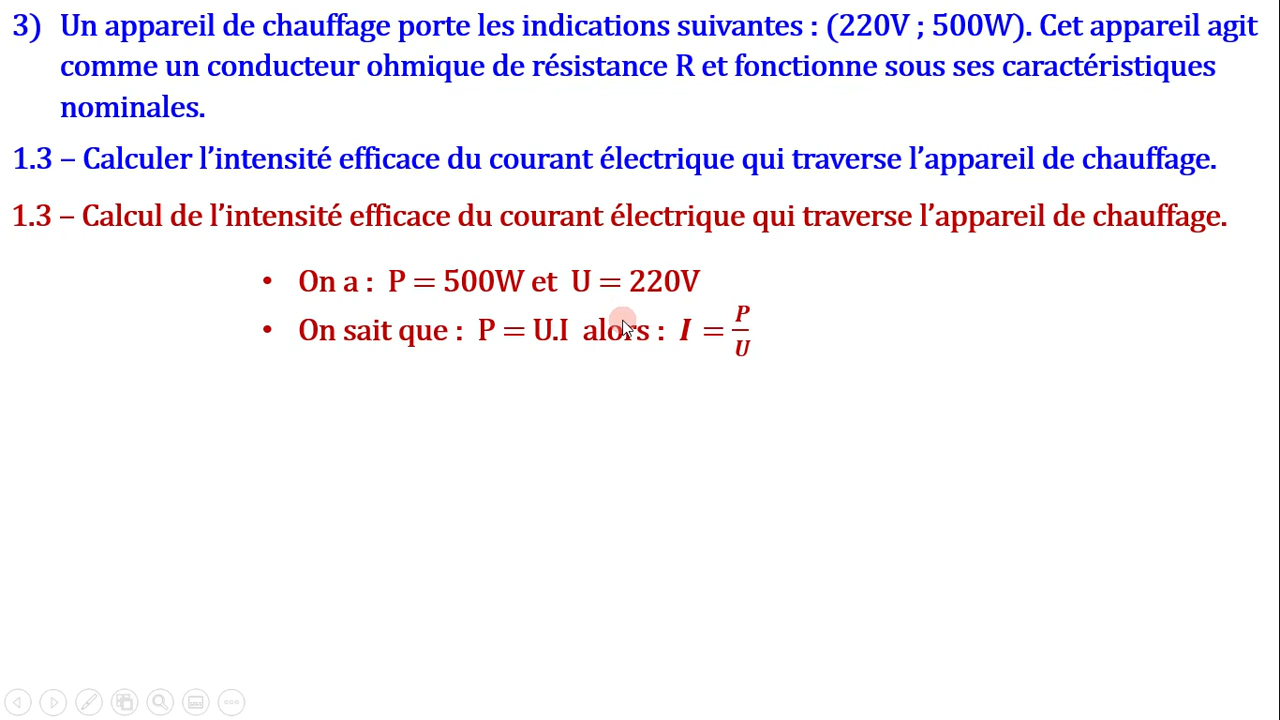 3) Un appareil de chauffage porte les indications suivantes : (220V ; 500W). Cet appareil agit
comme un conducteur ohmique de résistance R et fonctionne sous ses caractéristiques
nominales.
1.3 – Calculer l’intensité efficace du courant électrique qui traverse l’appareil de chauffage.
1.3 – Calcul de l’intensité efficace du courant électrique qui traverse l’appareil de chauffage.
• On a : P = 500W et U = 220V
• On sait que : P = U.I alors : I = P/U